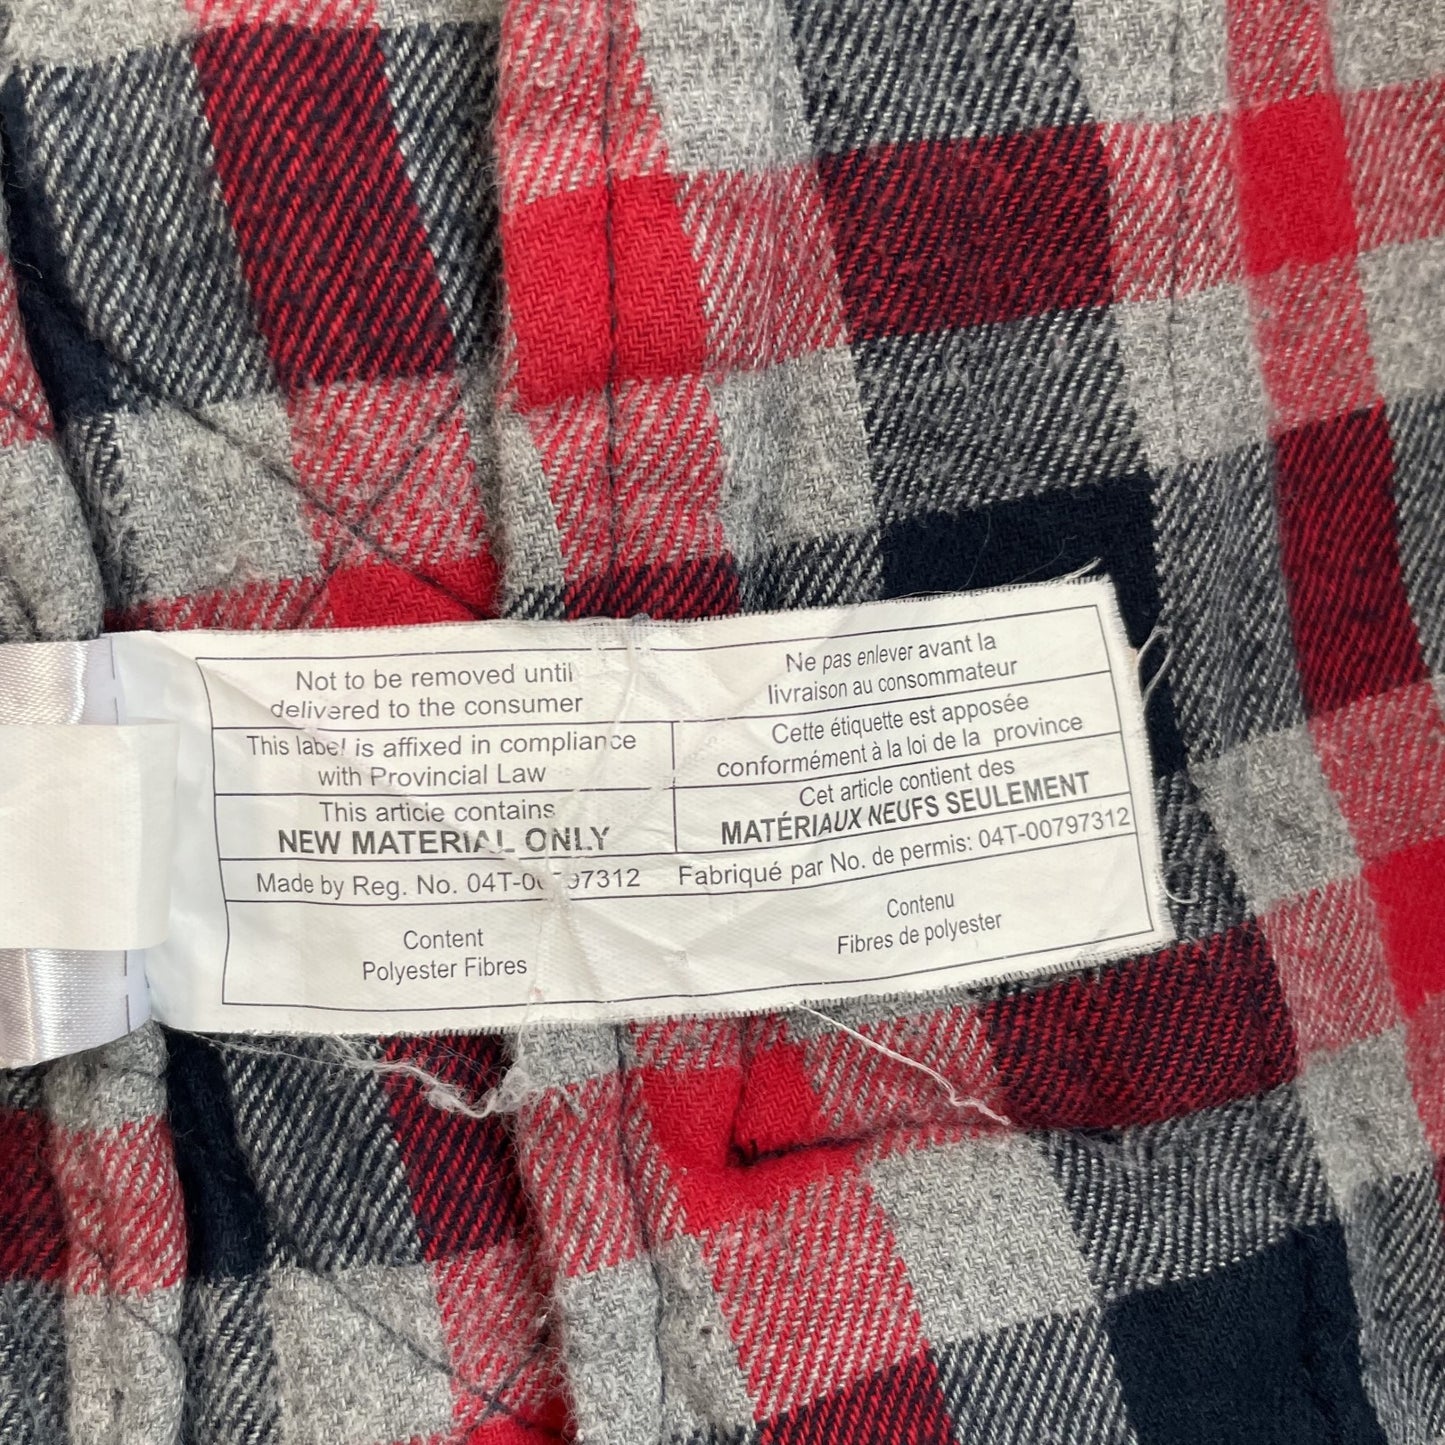 Not to be removed until
delivered to the consumer
This label is affixed in compliance
with Provincial Law
This article contains
NEW MATERIAL ONLY
Made by Reg. No. 04T-00797312
Content
Polyester Fibres
Ne pas enlever avant la
livraison au consommateur
Cette étiquette est apposée
conformément à la loi de la province
Cet article contient des
MATÉRIAUX NEUFS SEULEMENT
Fabriqué par No. de permis: 04T-00797312
Contenu
Fibres de polyester